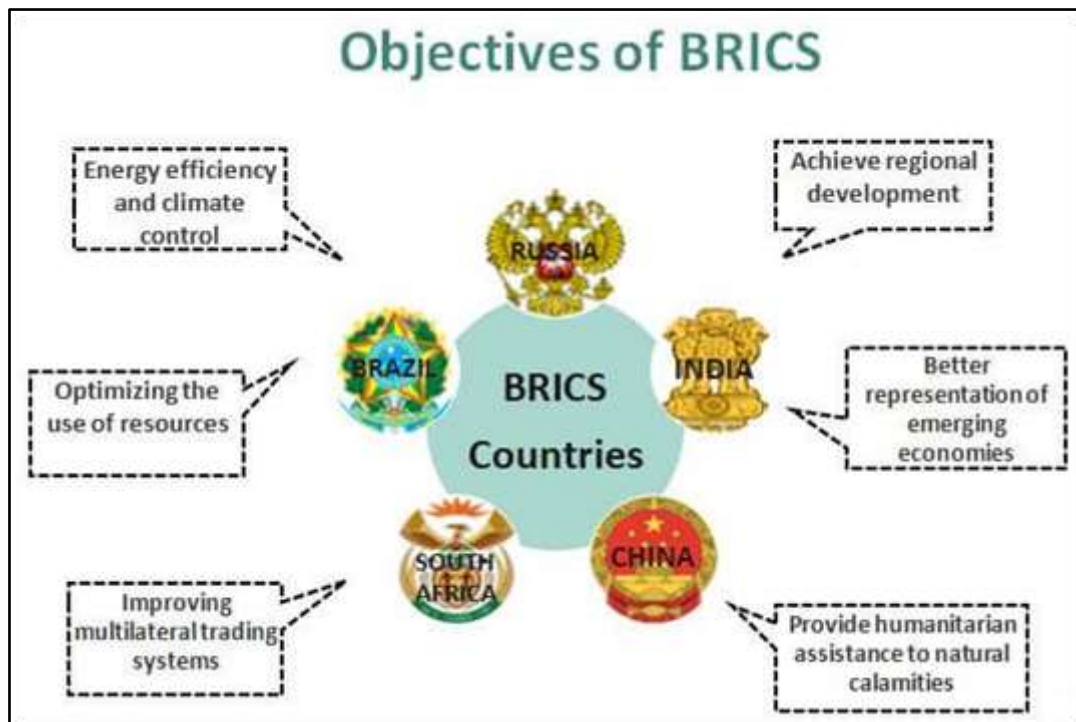 Objectives of BRICS
Energy efficiency
and climate
control
Achieve regional
development
RUSSIA
BRAZIL
INDIA
BRICS
Countries
Optimizing the
use of resources
Better
representation of
emerging
economies
SOUTH
AFRICA
CHINA
Improving
multilateral trading
systems
Provide humanitarian
assistance to natural
calamities